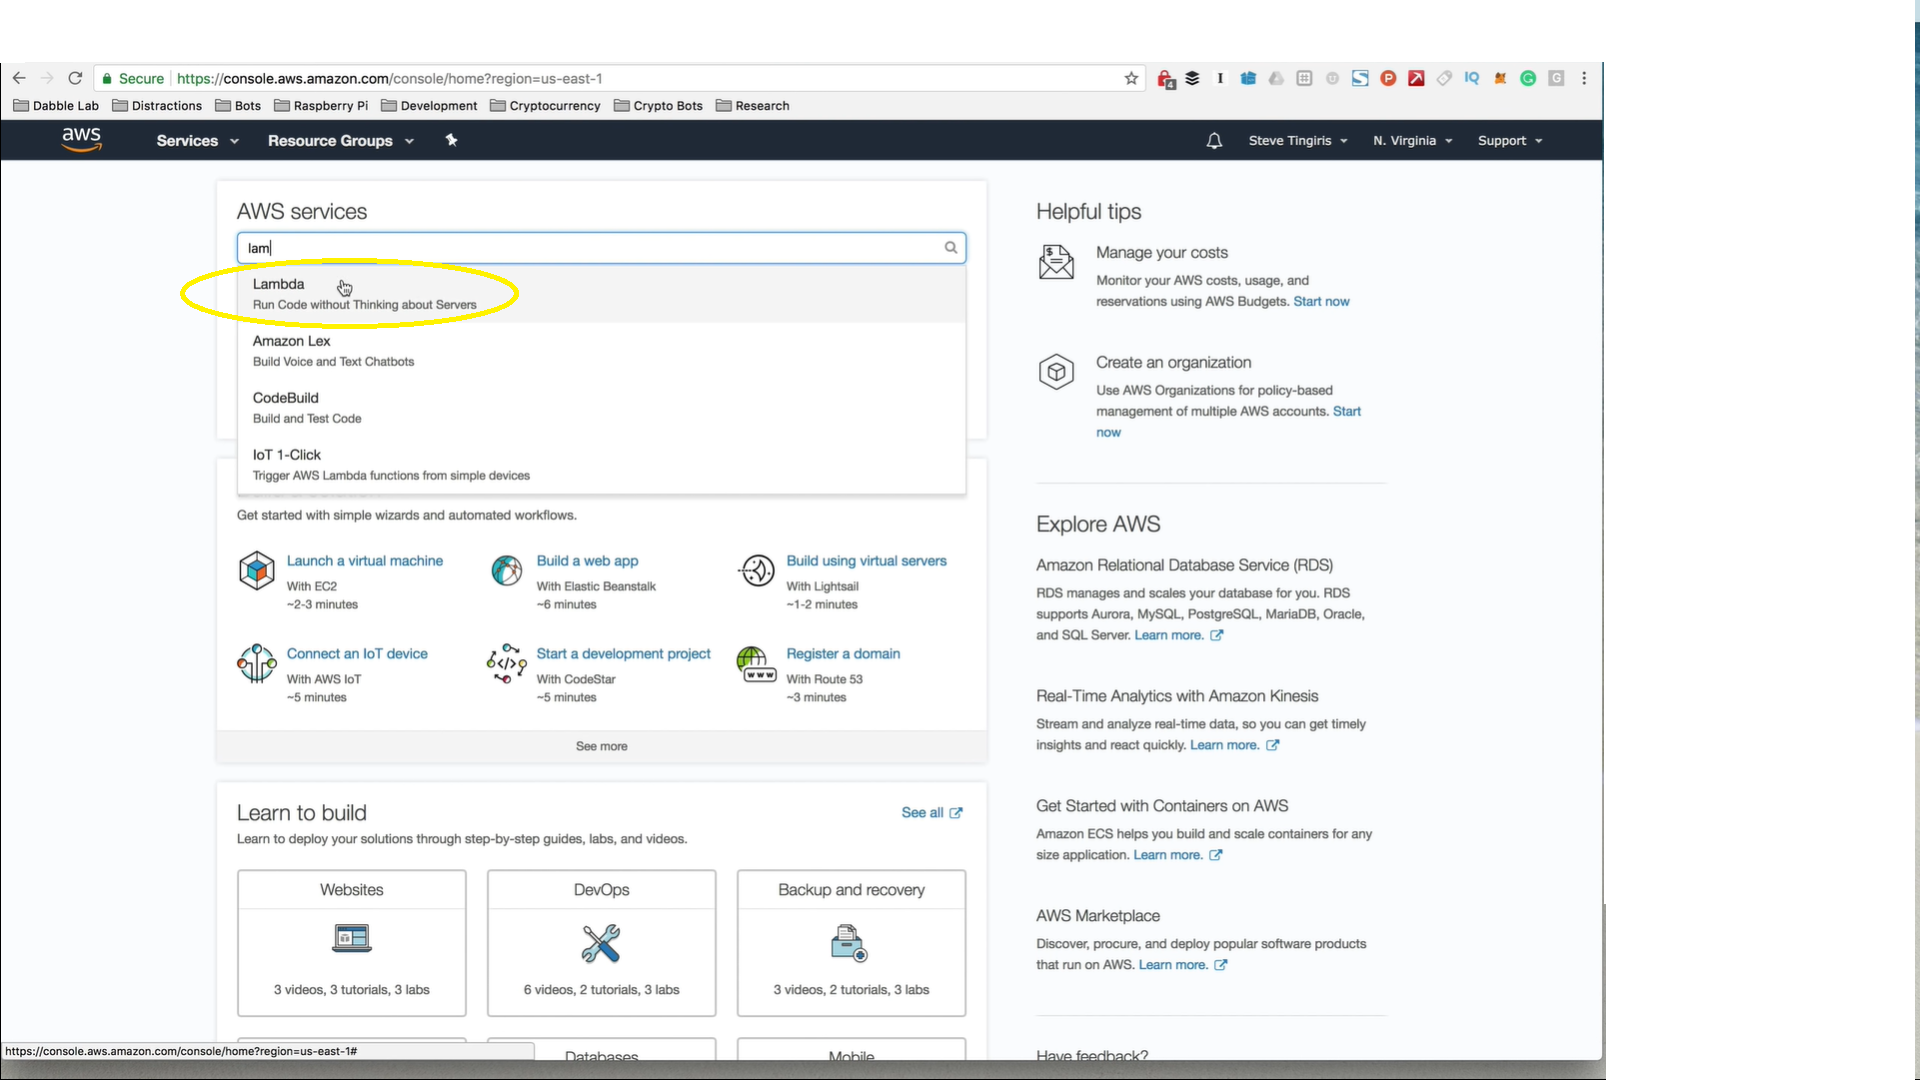 Secure https://console.aws.amazon.com/console/home?region=us-east-1
4 I P IQ G G
Dabble Lab Distractions Bots Raspberry Pi Development Cryptocurrency Crypto Bots Research
aws Services Resource Groups Steve Tingiris N. Virginia Support
AWS services
lam
Lambda
Run Code without Thinking about Servers
Amazon Lex
Build Voice and Text Chatbots
CodeBuild
Build and Test Code
IoT 1-Click
Trigger AWS Lambda functions from simple devices
Get started with simple wizards and automated workflows.
Launch a virtual machine
With EC2
~2-3 minutes
Build a web app
With Elastic Beanstalk
~6 minutes
Build using virtual servers
With Lightsail
~1-2 minutes
Connect an IoT device
With AWS IoT
~5 minutes
Start a development project
With CodeStar
~5 minutes
www
Register a domain
With Route 53
~3 minutes
See more
Learn to build
See all
Learn to deploy your solutions through step-by-step guides, labs, and videos.
Websites
3 videos, 3 tutorials, 3 labs
DevOps
6 videos, 2 tutorials, 3 labs
Backup and recovery
3 videos, 2 tutorials, 3 labs
Databases
Mobile
Helpful tips
Manage your costs
Monitor your AWS costs, usage, and
reservations using AWS Budgets. Start now
Create an organization
Use AWS Organizations for policy-based
management of multiple AWS accounts. Start
now
Explore AWS
Amazon Relational Database Service (RDS)
RDS manages and scales your database for you. RDS
supports Aurora, MySQL, PostgreSQL, MariaDB, Oracle,
and SQL Server. Learn more.
Real-Time Analytics with Amazon Kinesis
Stream and analyze real-time data, so you can get timely
insights and react quickly. Learn more.
Get Started with Containers on AWS
Amazon ECS helps you build and scale containers for any
size application. Learn more.
AWS Marketplace
Discover, procure, and deploy popular software products
that run on AWS. Learn more.
Have feedback?
https://console.aws.amazon.com/console/home?region=us-east-1#